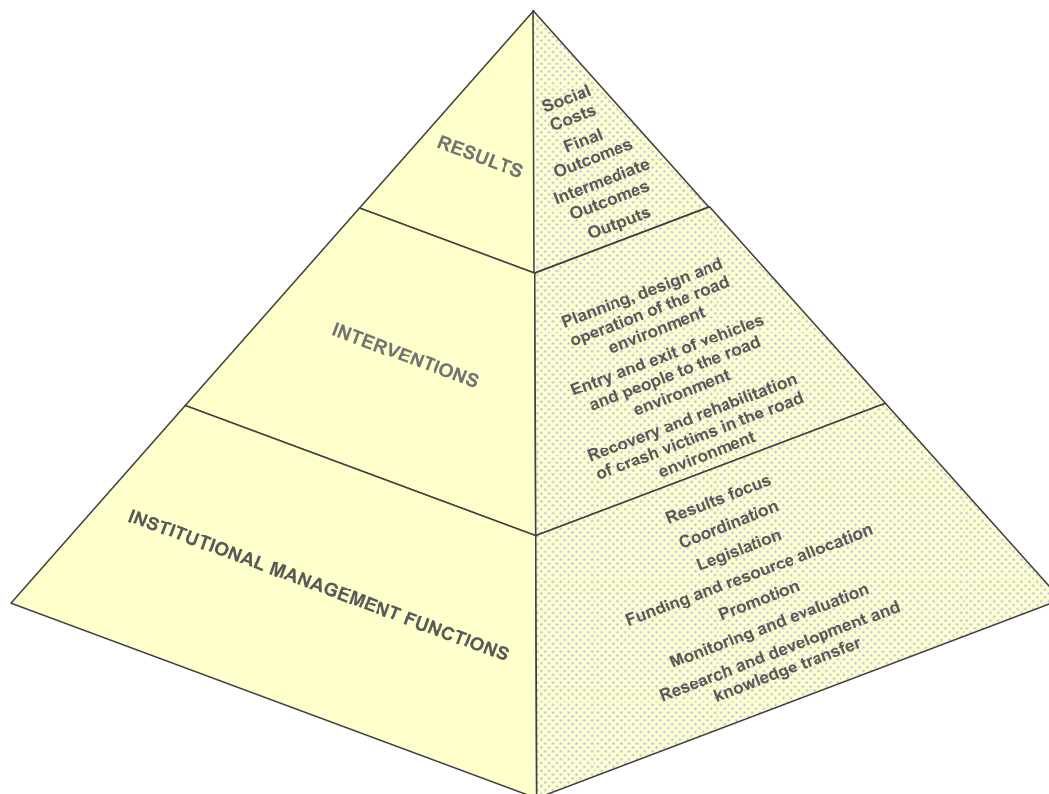 RESULTS
Social
Costs
Final
Outcomes
Intermediate
Outcomes
Outputs
INTERVENTIONS
Planning, design and
operation of the road
environment
Entry and exit of vehicles
and people to the road
environment
Recovery and rehabilitation
of crash victims in the road
environment
INSTITUTIONAL MANAGEMENT FUNCTIONS
Results focus
Coordination
Legislation
Funding and resource allocation
Promotion
Monitoring and evaluation
Research and development and
knowledge transfer